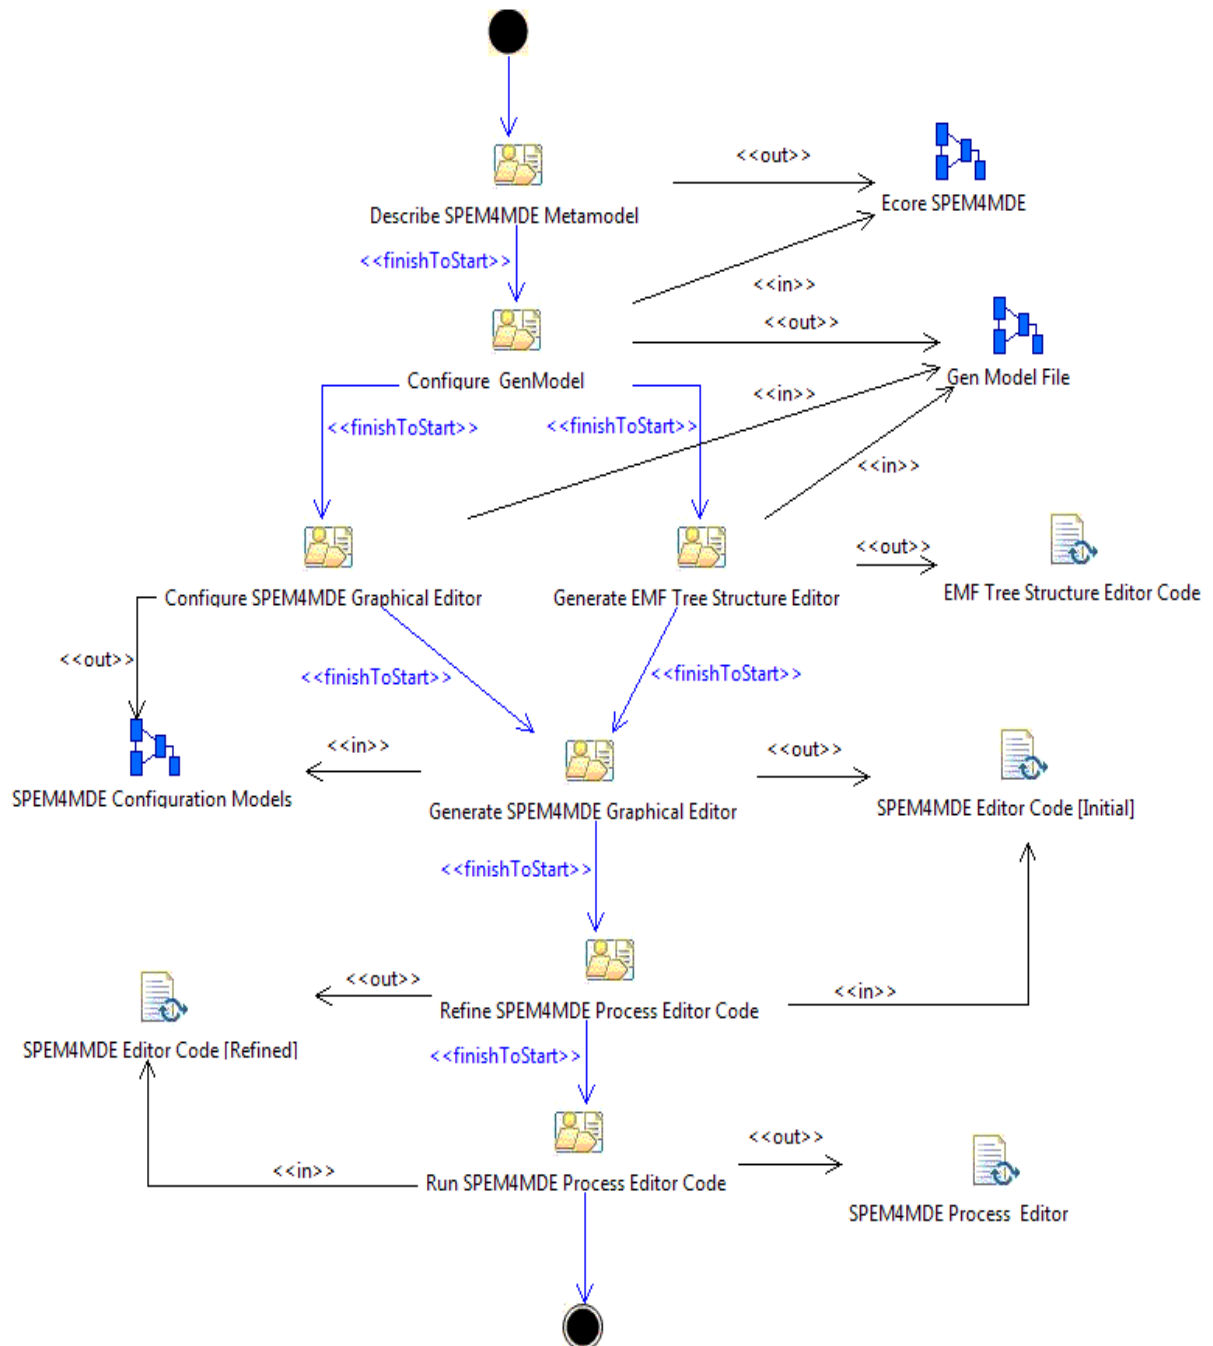 <<out>>
Ecore SPEM4MDE
Describe SPEM4MDE Metamodel
<<finishToStart>>
<<in>>
<<out>>
Configure GenModel
Gen Model File
<<in>>
<<finishToStart>>
<<finishToStart>>
<<in>>
<<out>>
Configure SPEM4MDE Graphical Editor
Generate EMF Tree Structure Editor
EMF Tree Structure Editor Code
<<out>>
<<finishToStart>>
<<finishToStart>>
<<in>>
<<out>>
SPEM4MDE Configuration Models
Generate SPEM4MDE Graphical Editor
SPEM4MDE Editor Code [Initial]
<<finishToStart>>
<<out>>
<<in>>
Refine SPEM4MDE Process Editor Code
SPEM4MDE Editor Code [Refined]
<<finishToStart>>
<<out>>
<<in>>
Run SPEM4MDE Process Editor Code
SPEM4MDE Process Editor